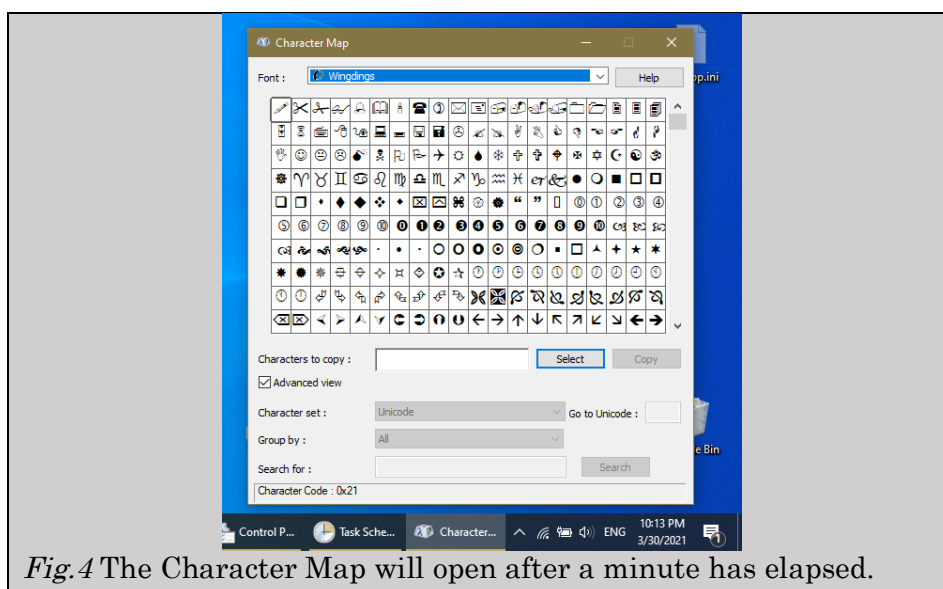 Character Map
pp.ini
Font :
Wingdings
Help
Characters to copy :
Select
Copy
Advanced view
Character set :
Unicode
Go to Unicode :
Group by :
All
e Bin
Search for :
Search
Character Code : 0x21
Control P...
Task Sche...
Character...
ENG
10:13 PM
3/30/2021
1
Fig.4 The Character Map will open after a minute has elapsed.